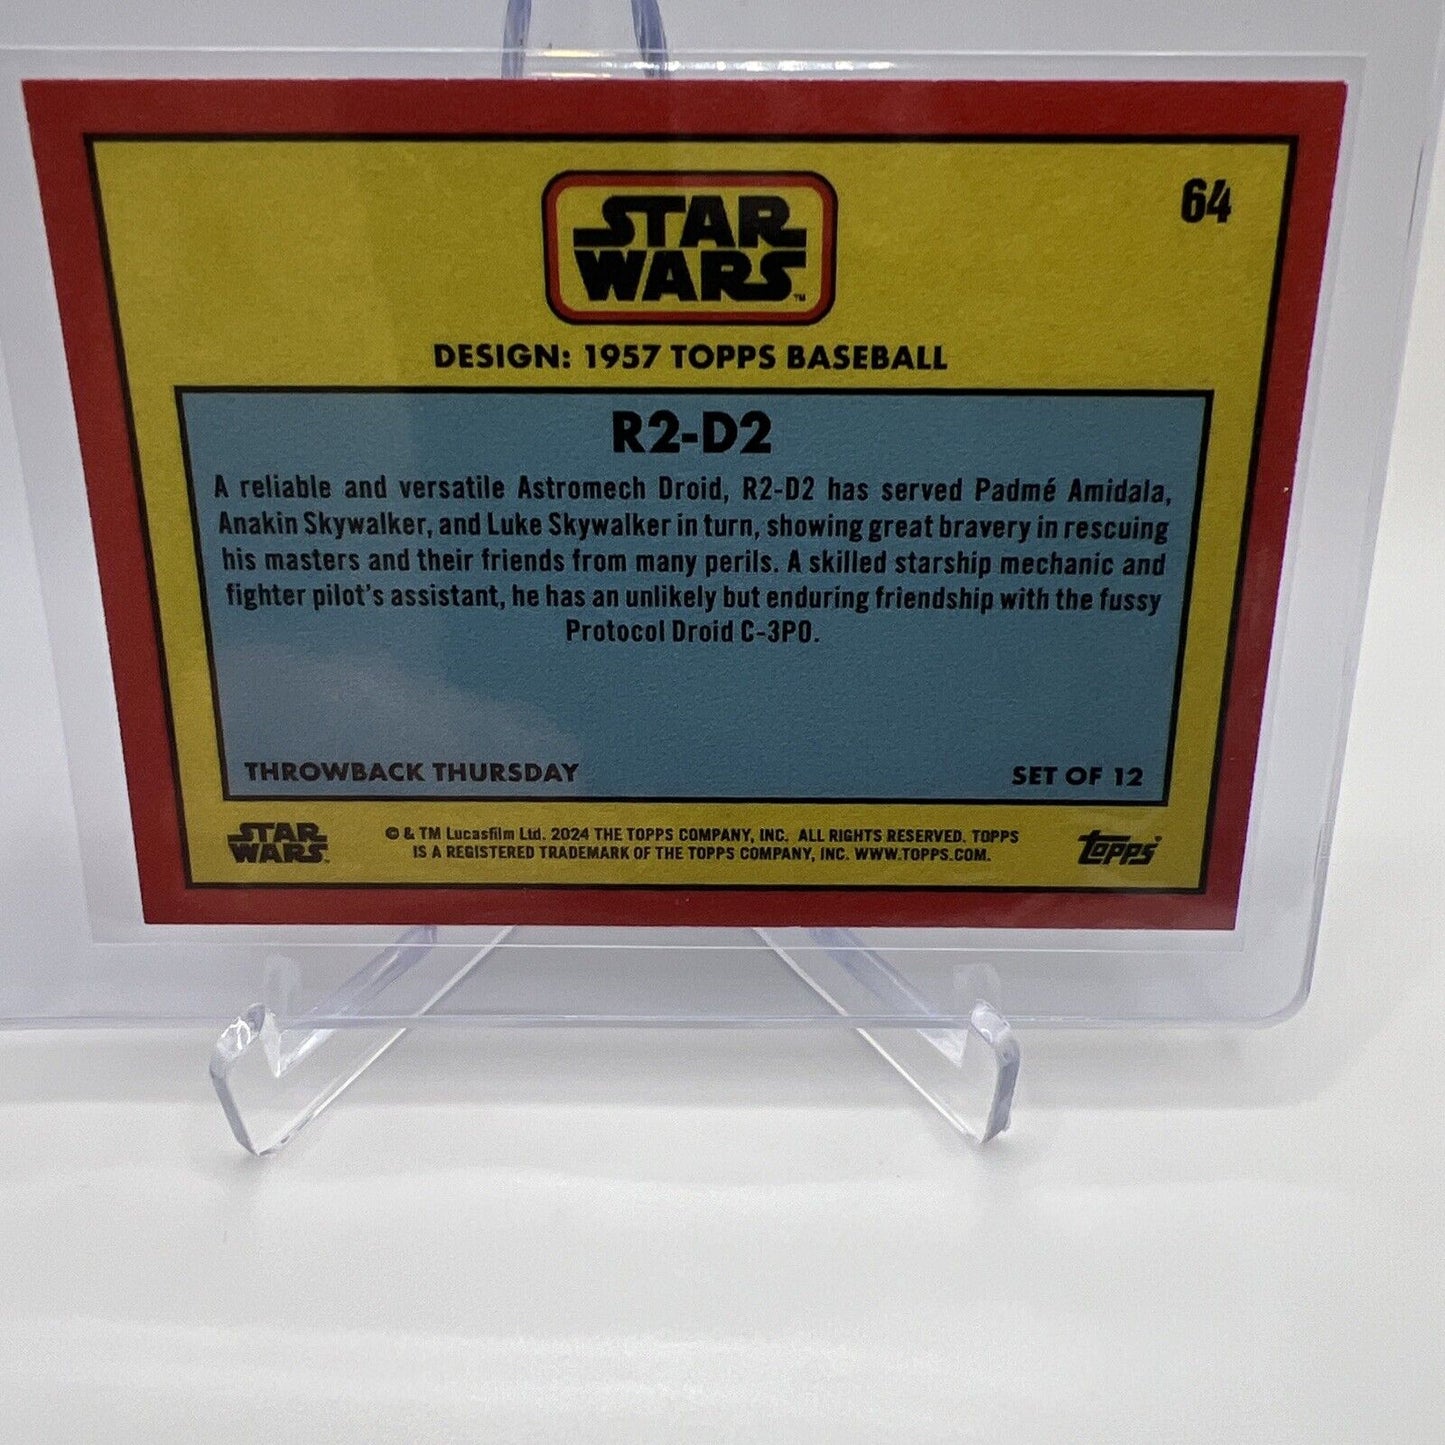 64
STAR
WARS™
DESIGN: 1957 TOPPS BASEBALL
R2-D2
A reliable and versatile Astromech Droid, R2-D2 has served Padmé Amidala,
Anakin Skywalker, and Luke Skywalker in turn, showing great bravery in rescuing
his masters and their friends from many perils. A skilled starship mechanic and
fighter pilot's assistant, he has an unlikely but enduring friendship with the fussy
Protocol Droid C-3PO.
THROWBACK THURSDAY
SET OF 12
STAR
WARS
© & TM Lucasfilm Ltd. 2024 THE TOPPS COMPANY, INC. ALL RIGHTS RESERVED. TOPPS
IS A REGISTERED TRADEMARK OF THE TOPPS COMPANY, INC. WWW.TOPPS.COM.
topps®